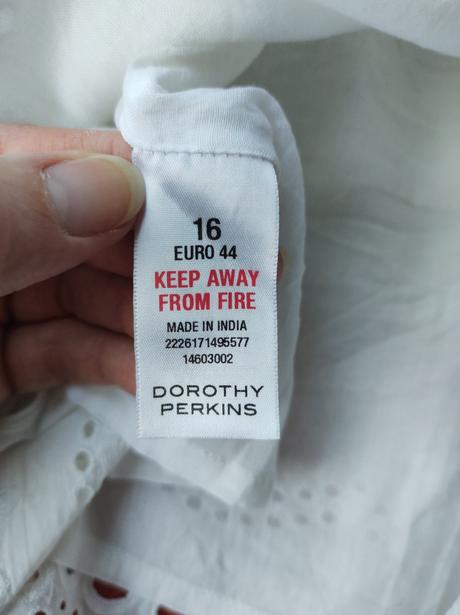 16
EURO 44
KEEP AWAY
FROM FIRE
MADE IN INDIA
2226171495577
14603002
DOROTHY
PERKINS